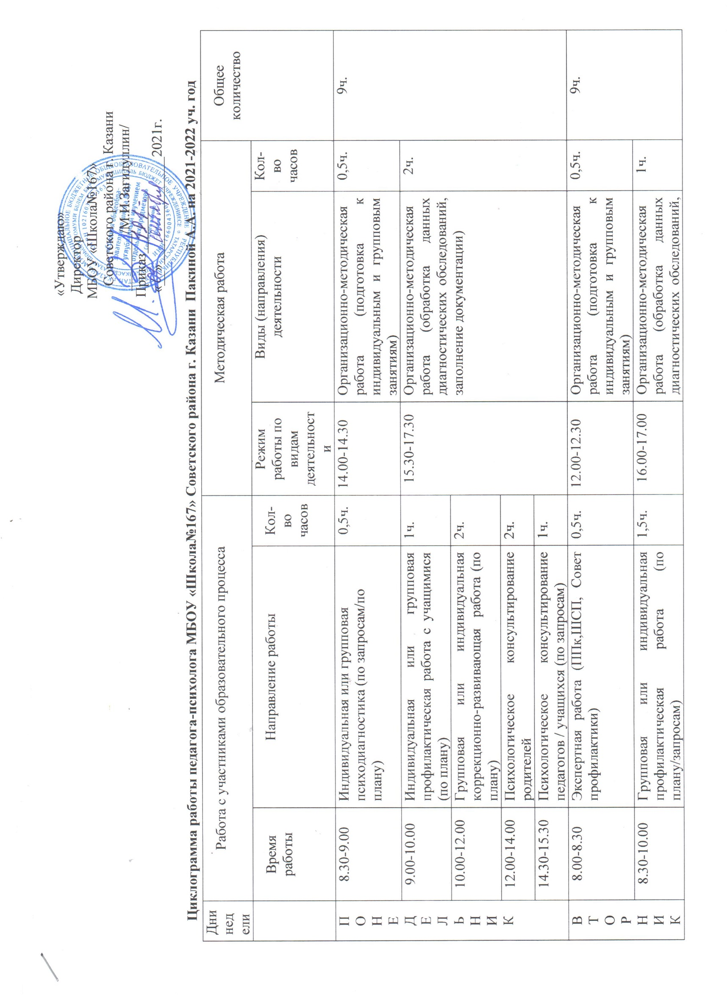 «Утверждаю»
Директор
МБОУ «Школа№167»
Советского района г. Казани
/М.И.Загидуллин/
Приказ
2021г.
Циклограмма работы педагога-психолога МБОУ «Школа№167» Советского района г. Казани Пакиной А.А. на 2021-2022 уч. год
Дни
нед
ели
Работа с участниками образовательного процесса
Методическая работа
Общее
количество
Время
работы
Направление работы
Кол-
во
часов
Режим
работы по
видам
деятельност
и
Виды (направления)
деятельности
Кол-
во
часов
П
О
Н
Е
Д
Е
Л
Ь
Н
И
К
8.30-9.00
Индивидуальная или групповая
психодиагностика (по запросам/по
плану)
0,5ч.
14.00-14.30
Организационно-методическая
работа (подготовка к
индивидуальным и групповым
занятиям)
0,5ч.
9ч.
9.00-10.00
Индивидуальная или групповая
профилактическая работа с учащимися
(по плану)
1ч.
15.30-17.30
Организационно-методическая
работа (обработка данных
диагностических обследований,
заполнение документации)
2ч.
10.00-12.00
Групповая или индивидуальная
коррекционно-развивающая работа (по
плану)
2ч.
12.00-14.00
Психологическое консультирование
родителей
2ч.
14.30-15.30
Психологическое консультирование
педагогов / учащихся (по запросам)
1ч.
В
Т
О
Р
Н
И
К
8.00-8.30
Экспертная работа (ППк,ШСП, Совет
профилактики)
0,5ч.
12.00-12.30
Организационно-методическая
работа (подготовка к
индивидуальным и групповым
занятиям)
0,5ч.
9ч.
8.30-10.00
Групповая или индивидуальная
профилактическая работа (по
плану/запросам)
1,5ч.
16.00-17.00
Организационно-методическая
работа (обработка данных
диагностических обследований,
1ч.